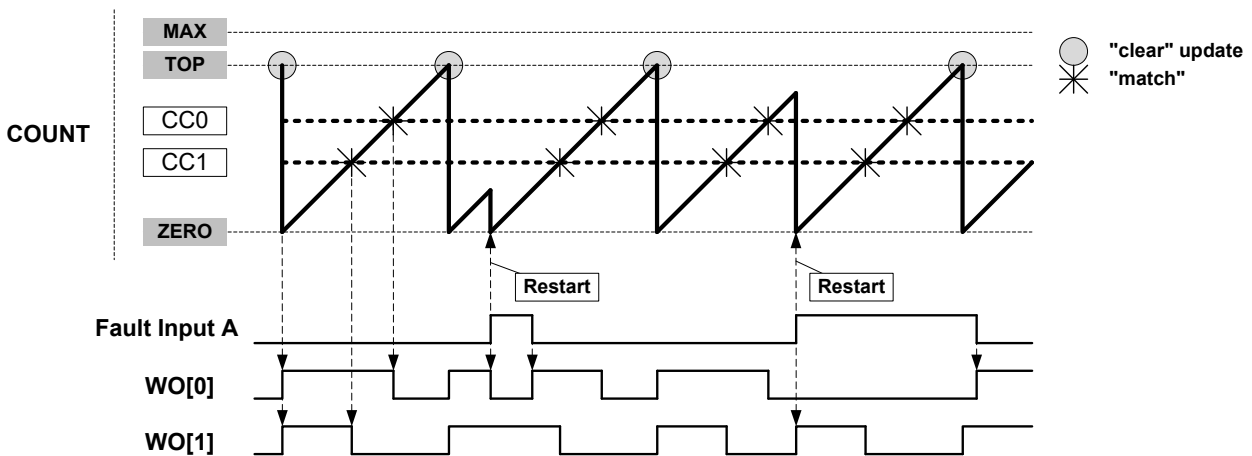 MAX
TOP
"clear" update
"match"
CC0
COUNT
CC1
ZERO
Restart
Restart
Fault Input A
WO[0]
WO[1]